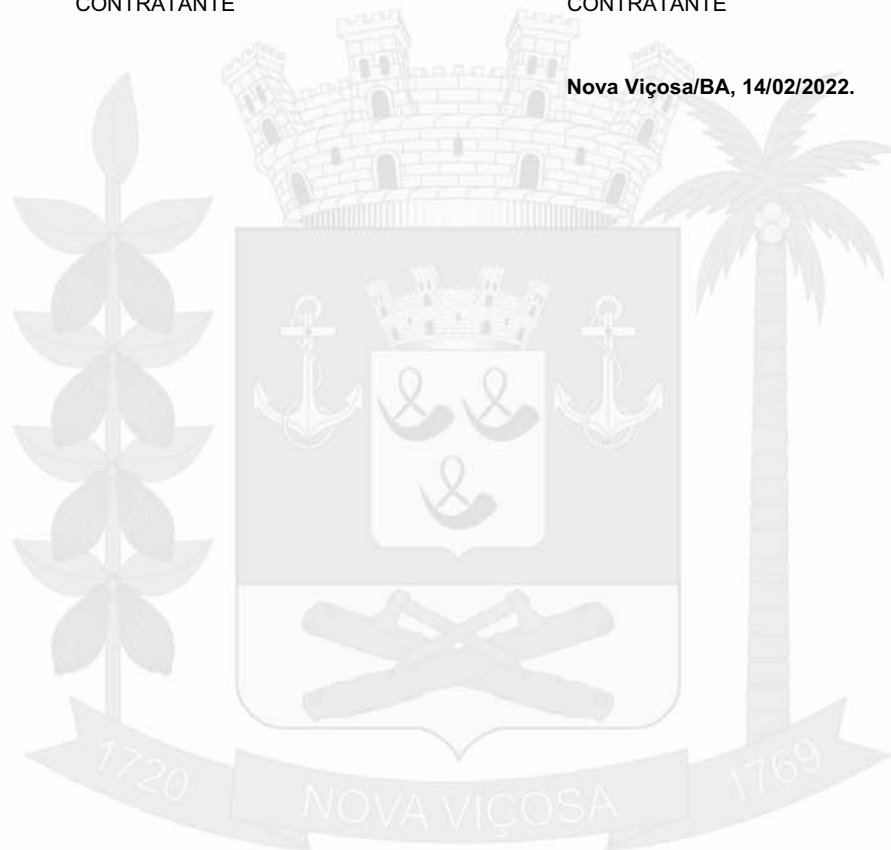 CONTRATANTE CONTRATANTE
Nova Viçosa/BA, 14/02/2022.
1720 NOVA VIÇOSA 1769